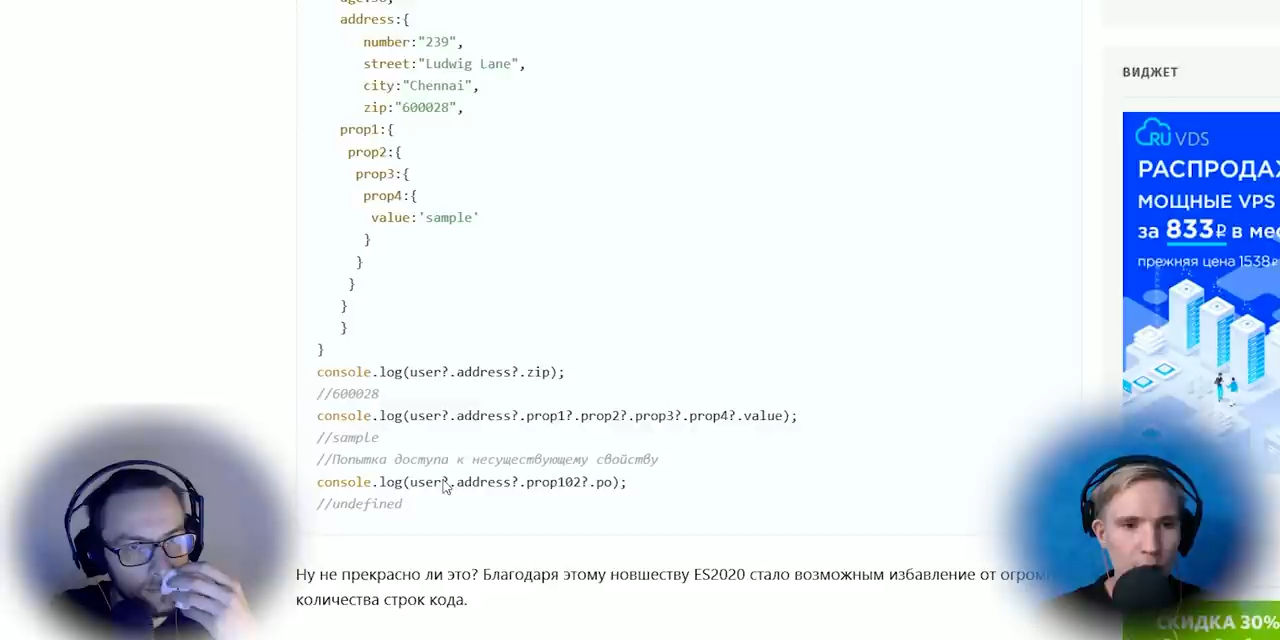 address:{
number:"239",
street:"Ludwig Lane",
city:"Chennai",
zip:"600028",
prop1:{
prop2:{
prop3:{
prop4:{
value:'sample'
}
}
}
}
}
}
console.log(user?.address?.zip);
//600028
console.log(user?.address?.prop1?.prop2?.prop3?.prop4?.value);
//sample
//Попытка доступа к несуществующему свойству
console.log(user?.address?.prop102?.po);
//undefined
Ну не прекрасно ли это? Благодаря этому новшеству ES2020 стало возможным избавление от
количества строк кода.
ВИДЖЕТ
RU VDS
МОЩНЫЕ VPS
за 833₽ в
прежняя цена 1538₽
СКИДКА 30%